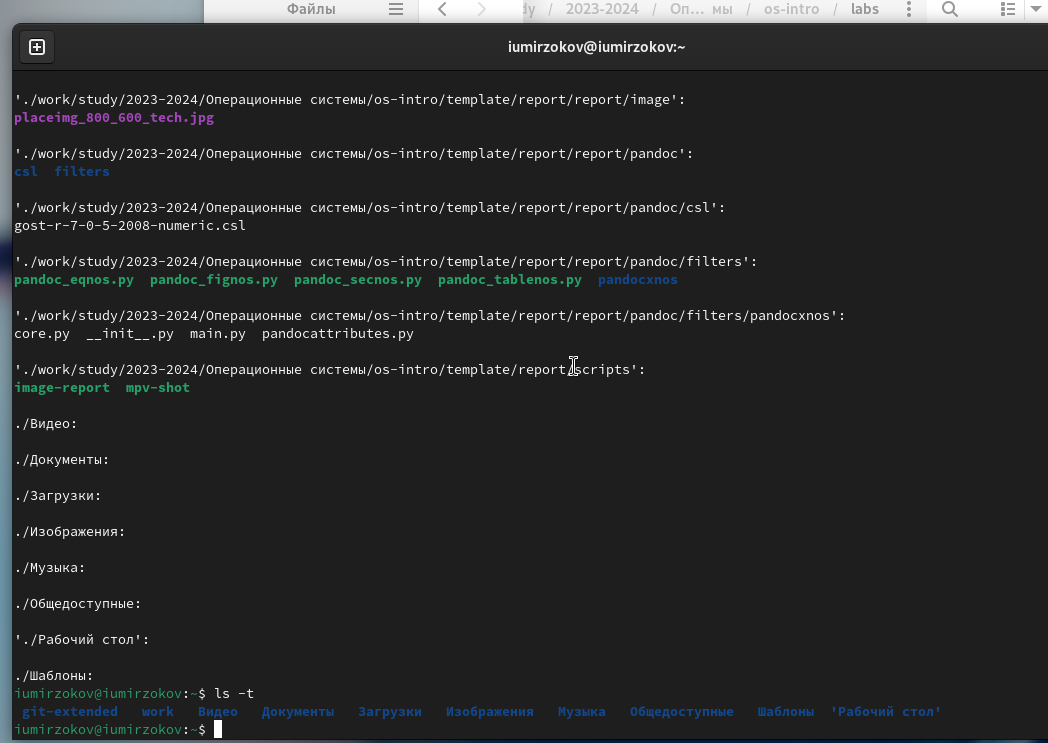 Файлы
dy / 2023-2024 / Оп... мы / os-intro / labs
iumirzokov@iumirzokov:~
'./work/study/2023-2024/Операционные системы/os-intro/template/report/report/image':
placeimg_800_600_tech.jpg
'./work/study/2023-2024/Операционные системы/os-intro/template/report/report/pandoc':
csl filters
'./work/study/2023-2024/Операционные системы/os-intro/template/report/report/pandoc/csl':
gost-r-7-0-5-2008-numeric.csl
'./work/study/2023-2024/Операционные системы/os-intro/template/report/report/pandoc/filters':
pandoc_eqnos.py pandoc_fignos.py pandoc_secnos.py pandoc_tablenos.py pandocxnos
'./work/study/2023-2024/Операционные системы/os-intro/template/report/report/pandoc/filters/pandocxnos':
core.py __init__.py main.py pandocattributes.py
'./work/study/2023-2024/Операционные системы/os-intro/template/report/scripts':
image-report mpv-shot
./Видео:
./Документы:
./Загрузки:
./Изображения:
./Музыка:
./Общедоступные:
'./Рабочий стол':
./Шаблоны:
iumirzokov@iumirzokov:~$ ls -t
git-extended work Видео Документы Загрузки Изображения Музыка Общедоступные Шаблоны 'Рабочий стол'
iumirzokov@iumirzokov:~$